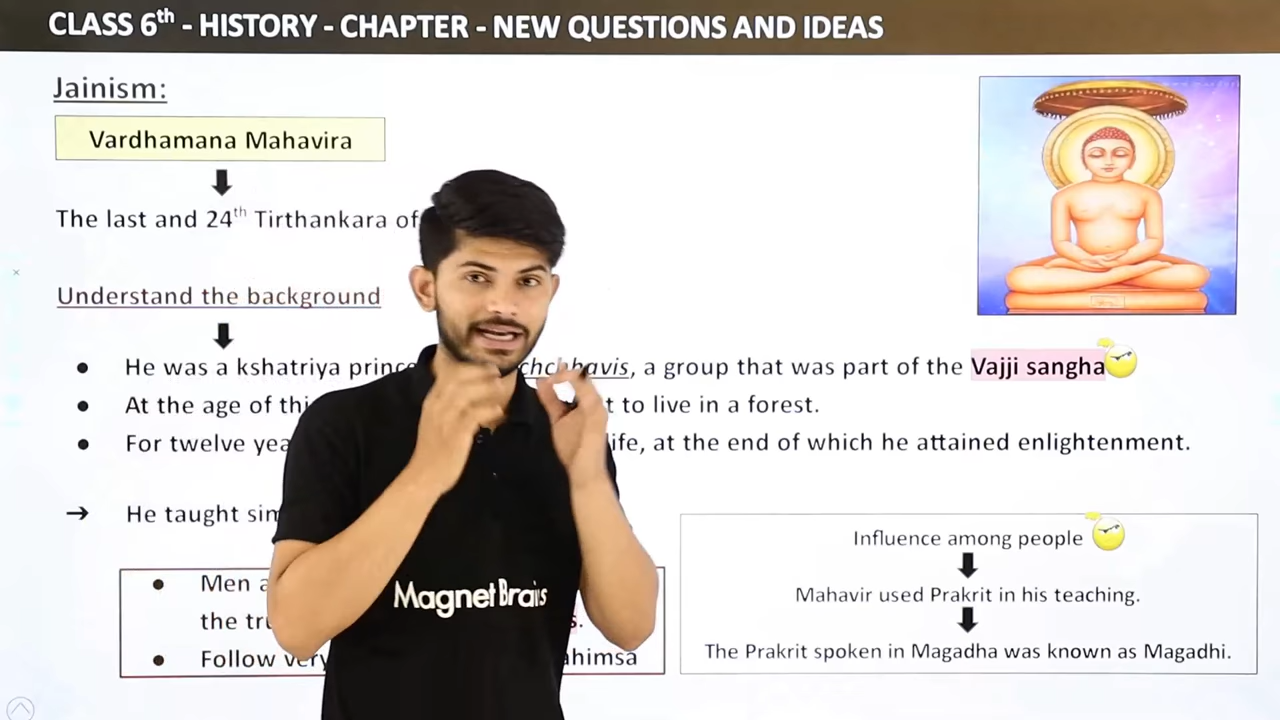 CLASS 6th - HISTORY - CHAPTER - NEW QUESTIONS AND IDEAS
Jainism:
Vardhamana Mahavira
The last and 24th Tirthankara of
Understand the background
He was a kshatriya prince chchhavis, a group that was part of the Vajji sangha
At the age of thi t to live in a forest.
For twelve yea life, at the end of which he attained enlightenment.
→ He taught sim
Men a
the tru s.
Follow very ahimsa
Influence among people
Mahavir used Prakrit in his teaching.
The Prakrit spoken in Magadha was known as Magadhi.
Magnet Brains